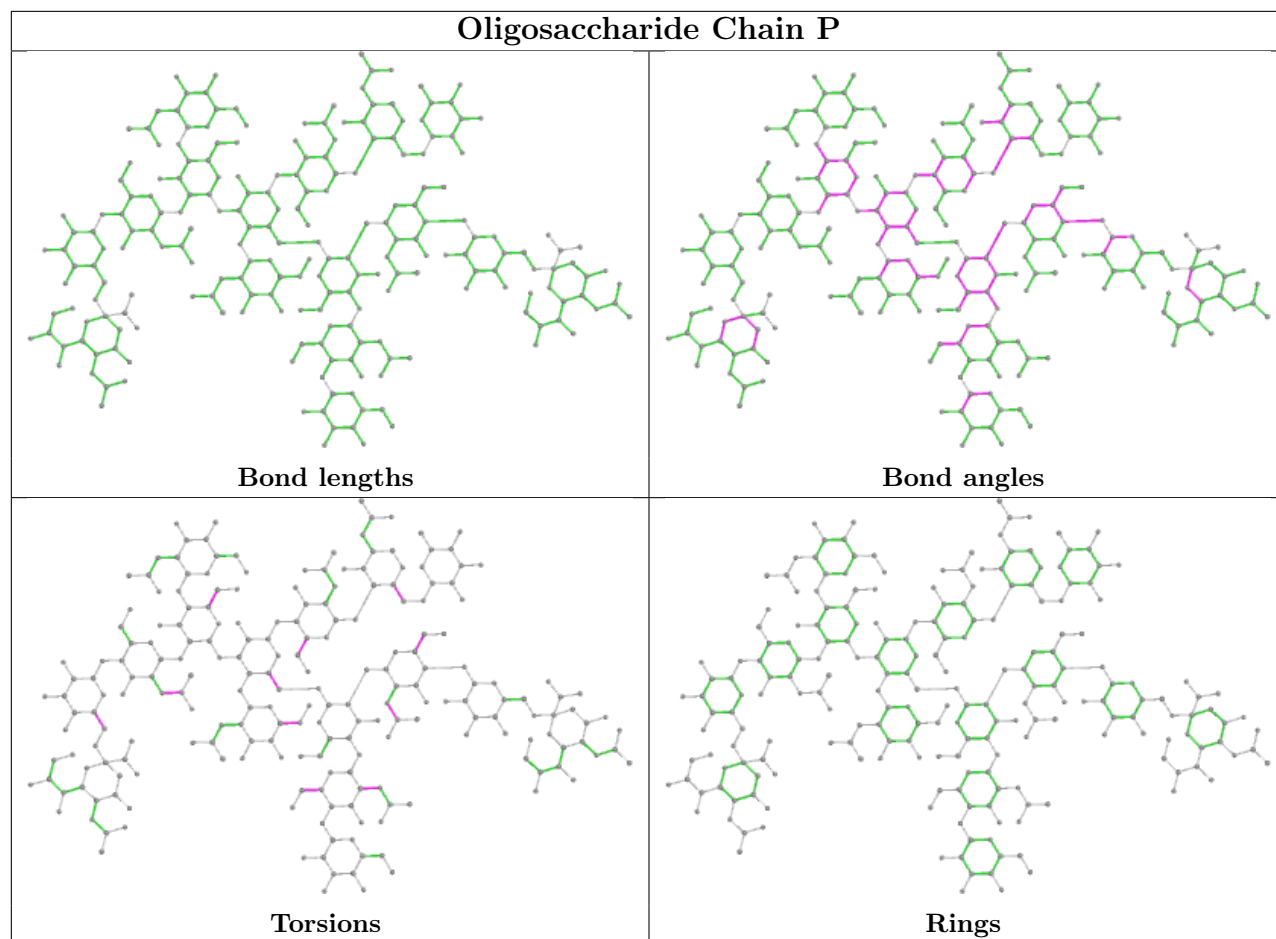 Oligosaccharide Chain P
Bond lengths
Bond angles
Torsions
Rings